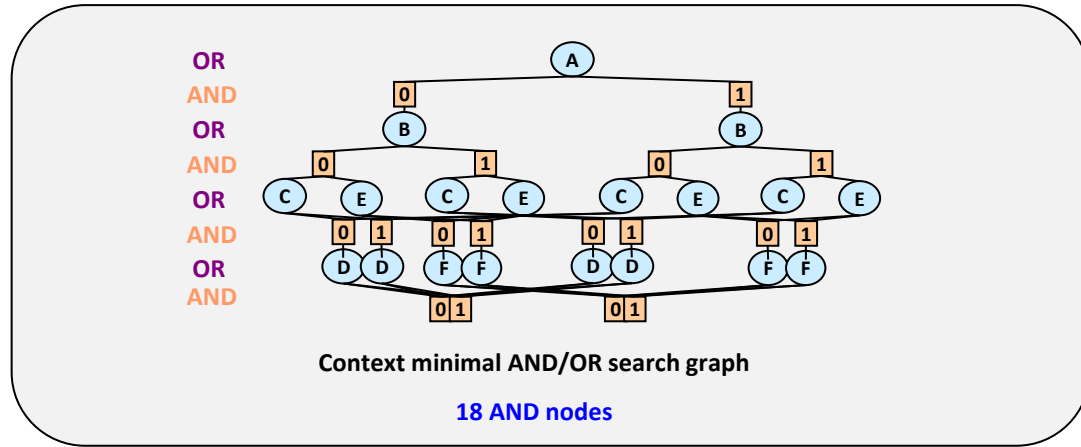 OR A
AND 0 1
OR B B
AND 0 1 0 1
OR C E C E C E C E
AND 0 1 0 1 0 1 0 1
OR D D F F D D F F
AND 0 1 0 1
Context minimal AND/OR search graph
18 AND nodes